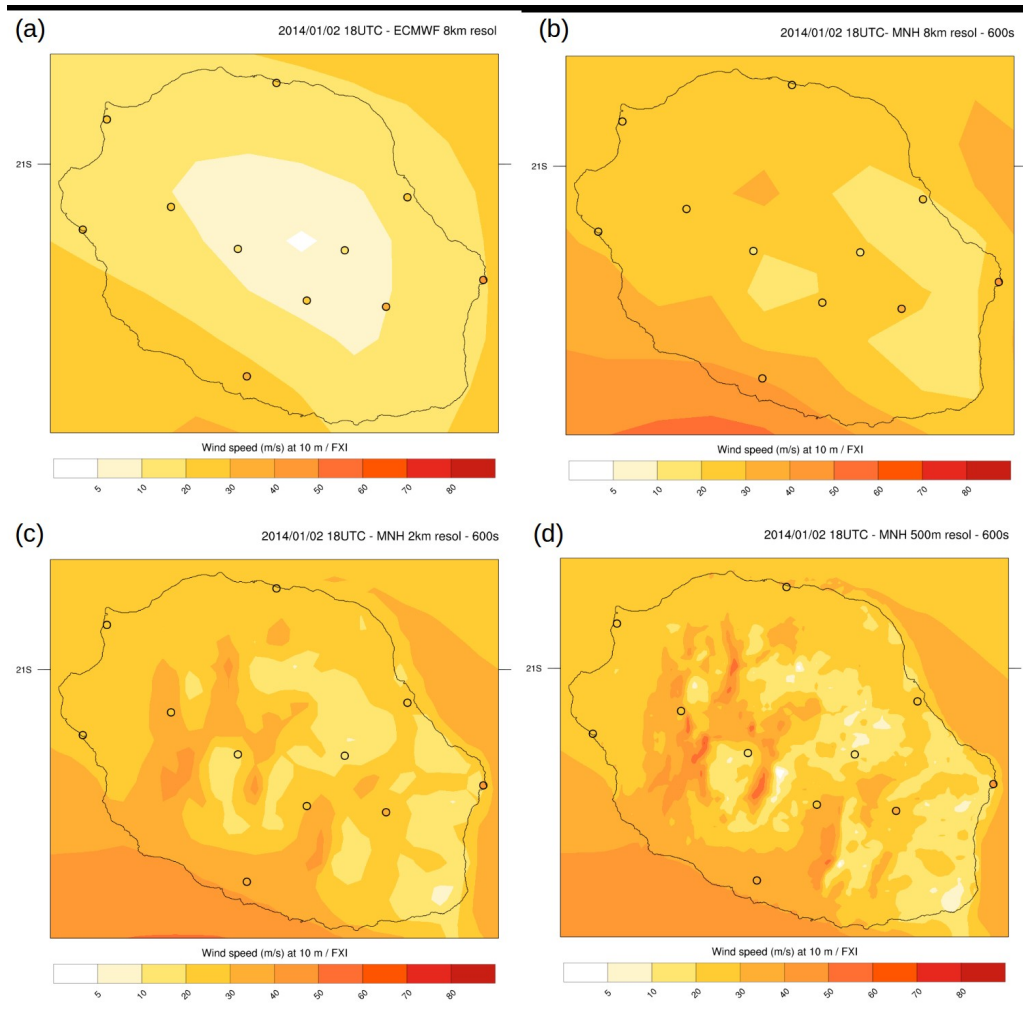 (a)
2014/01/02 18UTC - ECMWF 8km resol
21S
Wind speed (m/s) at 10 m / FXI
5 10 20 30 40 50 60 70 80
(b)
2014/01/02 18UTC- MNH 8km resol - 600s
21S
Wind speed (m/s) at 10 m / FXI
5 10 20 30 40 50 60 70 80
(c)
2014/01/02 18UTC - MNH 2km resol - 600s
21S
Wind speed (m/s) at 10 m / FXI
5 10 20 30 40 50 60 70 80
(d)
2014/01/02 18UTC - MNH 500m resol - 600s
21S
Wind speed (m/s) at 10 m / FXI
5 10 20 30 40 50 60 70 80